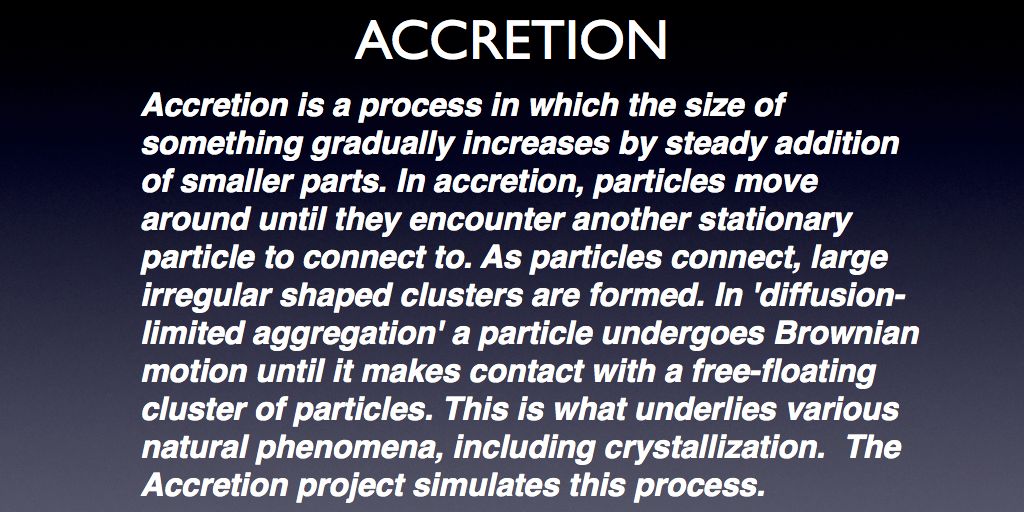 ACCRETION
Accretion is a process in which the size of
something gradually increases by steady addition
of smaller parts. In accretion, particles move
around until they encounter another stationary
particle to connect to. As particles connect, large
irregular shaped clusters are formed. In 'diffusion-
limited aggregation' a particle undergoes Brownian
motion until it makes contact with a free-floating
cluster of particles. This is what underlies various
natural phenomena, including crystallization.  The
Accretion project simulates this process.